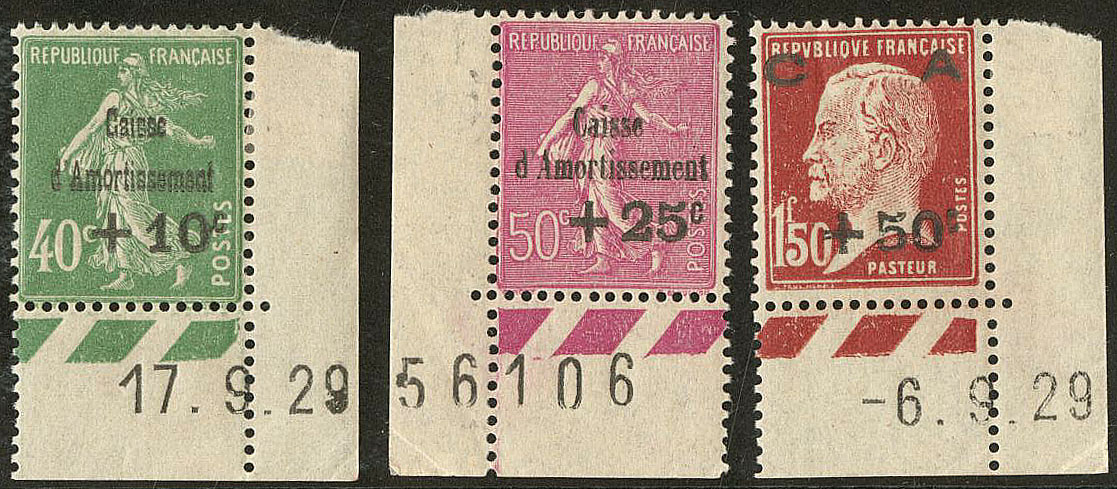 REPUBLIQUE FRANÇAISE
Caisse
d'Amortissement
40c +10c
POSTES
17.9.29
REPUBLIQUE FRANÇAISE
Caisse
d'Amortissement
50c +25c
POSTES
56106
REPVBLIQVE FRANÇAISE
C A
POSTES
1f50 +50c
PASTEUR
-6.9.29